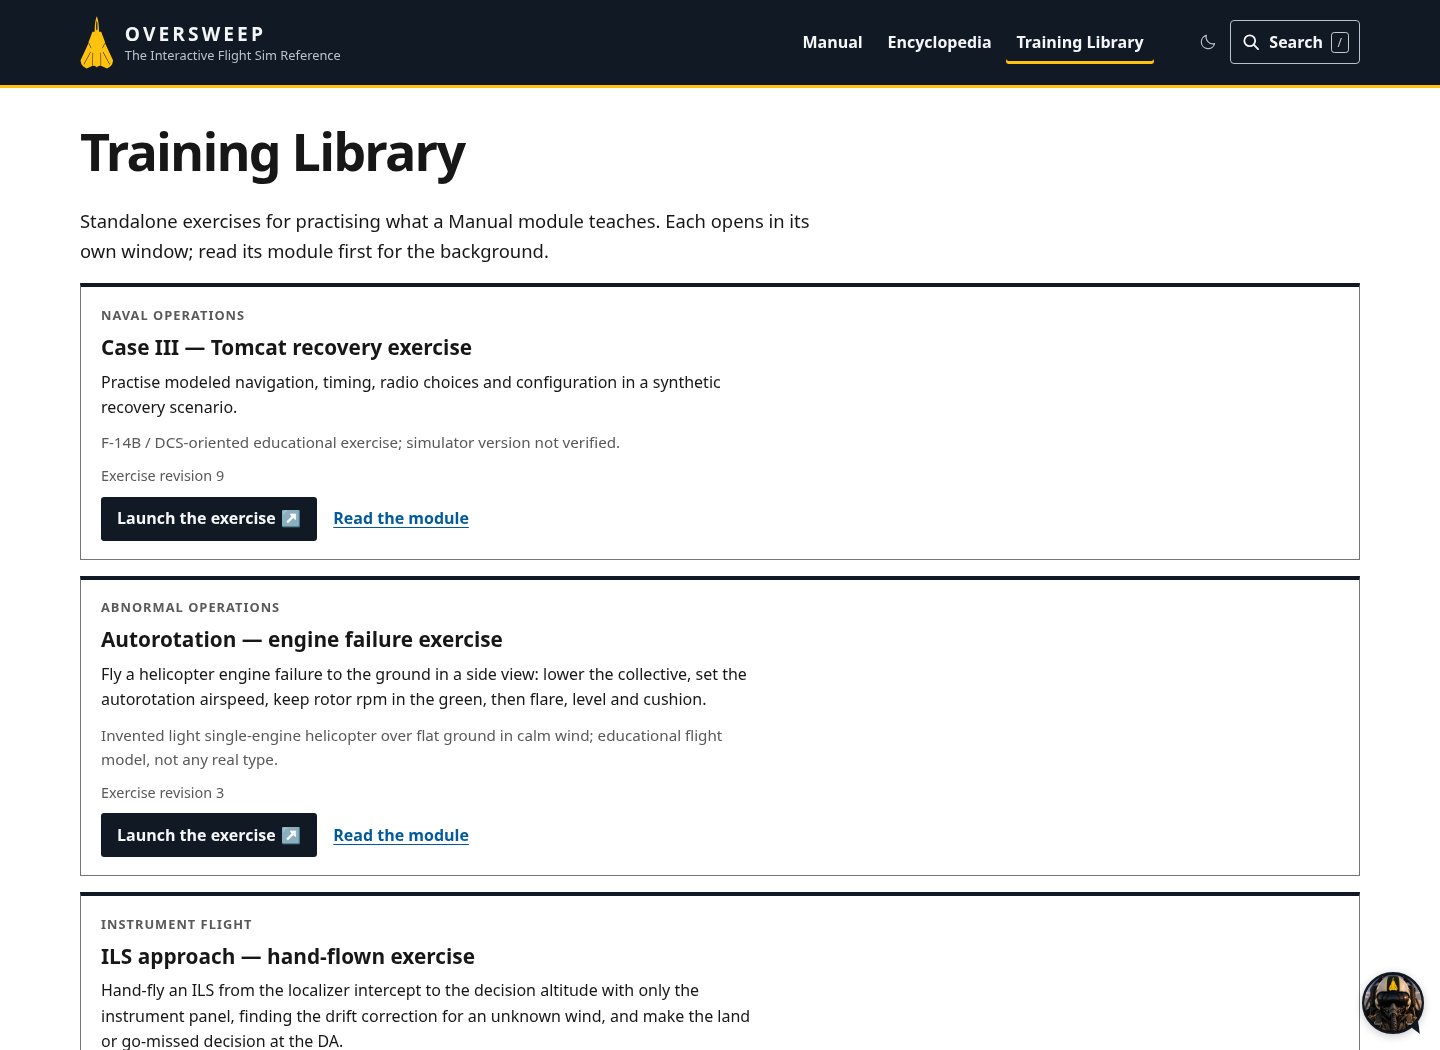 OVERSWEEP
The Interactive Flight Sim Reference
Manual
Encyclopedia
Training Library
Search /
Training Library
Standalone exercises for practising what a Manual module teaches. Each opens in its
own window; read its module first for the background.
NAVAL OPERATIONS
Case III — Tomcat recovery exercise
Practise modeled navigation, timing, radio choices and configuration in a synthetic
recovery scenario.
F-14B / DCS-oriented educational exercise; simulator version not verified.
Exercise revision 9
Launch the exercise ↗
Read the module
ABNORMAL OPERATIONS
Autorotation — engine failure exercise
Fly a helicopter engine failure to the ground in a side view: lower the collective, set the
autorotation airspeed, keep rotor rpm in the green, then flare, level and cushion.
Invented light single-engine helicopter over flat ground in calm wind; educational flight
model, not any real type.
Exercise revision 3
Launch the exercise ↗
Read the module
INSTRUMENT FLIGHT
ILS approach — hand-flown exercise
Hand-fly an ILS from the localizer intercept to the decision altitude with only the
instrument panel, finding the drift correction for an unknown wind, and make the land
or go-missed decision at the DA.